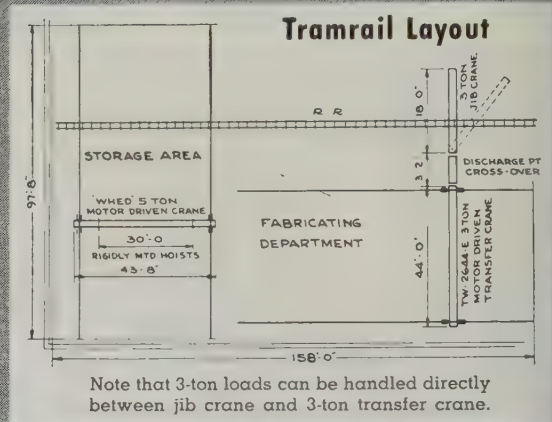 Tramrail Layout
97'-8"
R R
STORAGE AREA
"WHED" 5 TON
MOTOR DRIVEN CRANE
30'-0
RIGIDLY MTD HOISTS
43'-8"
FABRICATING
DEPARTMENT
18'-0"
3 TON
JIB CRANE
3'2"
DISCHARGE PT
CROSS-OVER
44'-0"
TW-2644-E 3 TON
MOTOR DRIVEN
TRANSFER CRANE
158'-0"
Note that 3-ton loads can be handled directly
between jib crane and 3-ton transfer crane.